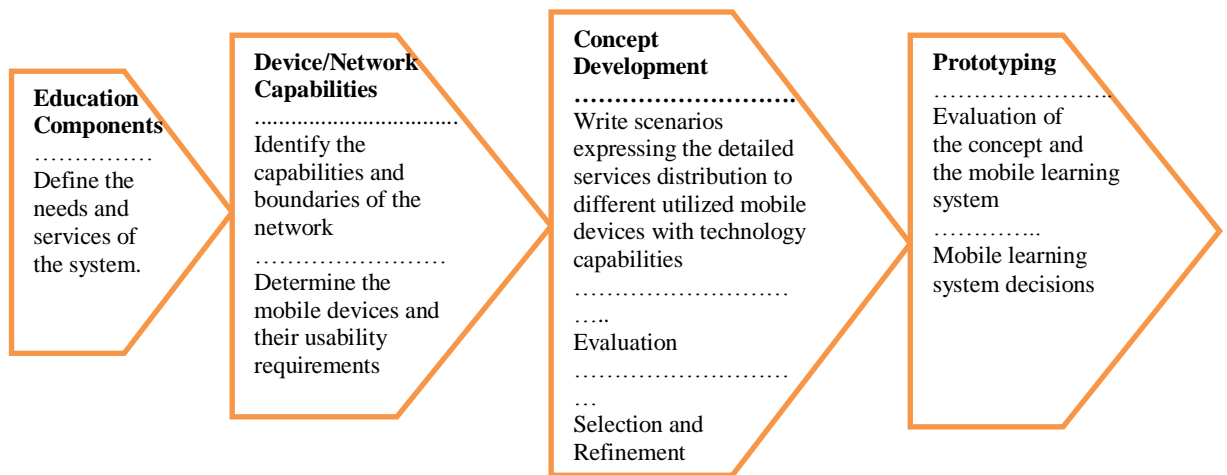 Education
Components
……………
Define the
needs and
services of
the system.
Device/Network
Capabilities
................................
Identify the
capabilities and
boundaries of the
network
……………………
Determine the
mobile devices and
their usability
requirements
Concept
Development
………………………
Write scenarios
expressing the detailed
services distribution to
different utilized mobile
devices with technology
capabilities
………………………
…..
Evaluation
………………………
…
Selection and
Refinement
Prototyping
…………………..
Evaluation of
the concept and
the mobile learning
system
…………..
Mobile learning
system decisions